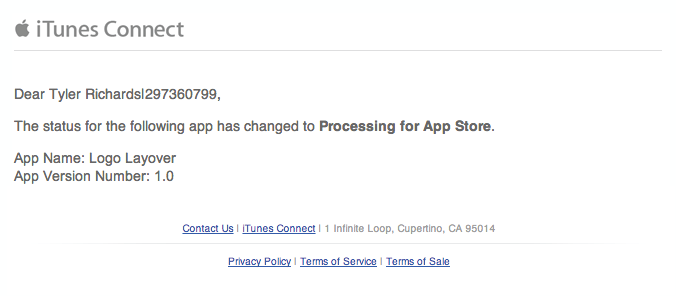 iTunes Connect
Dear Tyler Richards|297360799,
The status for the following app has changed to Processing for App Store.
App Name: Logo Layover
App Version Number: 1.0
Contact Us | iTunes Connect | 1 Infinite Loop, Cupertino, CA 95014
Privacy Policy | Terms of Service | Terms of Sale